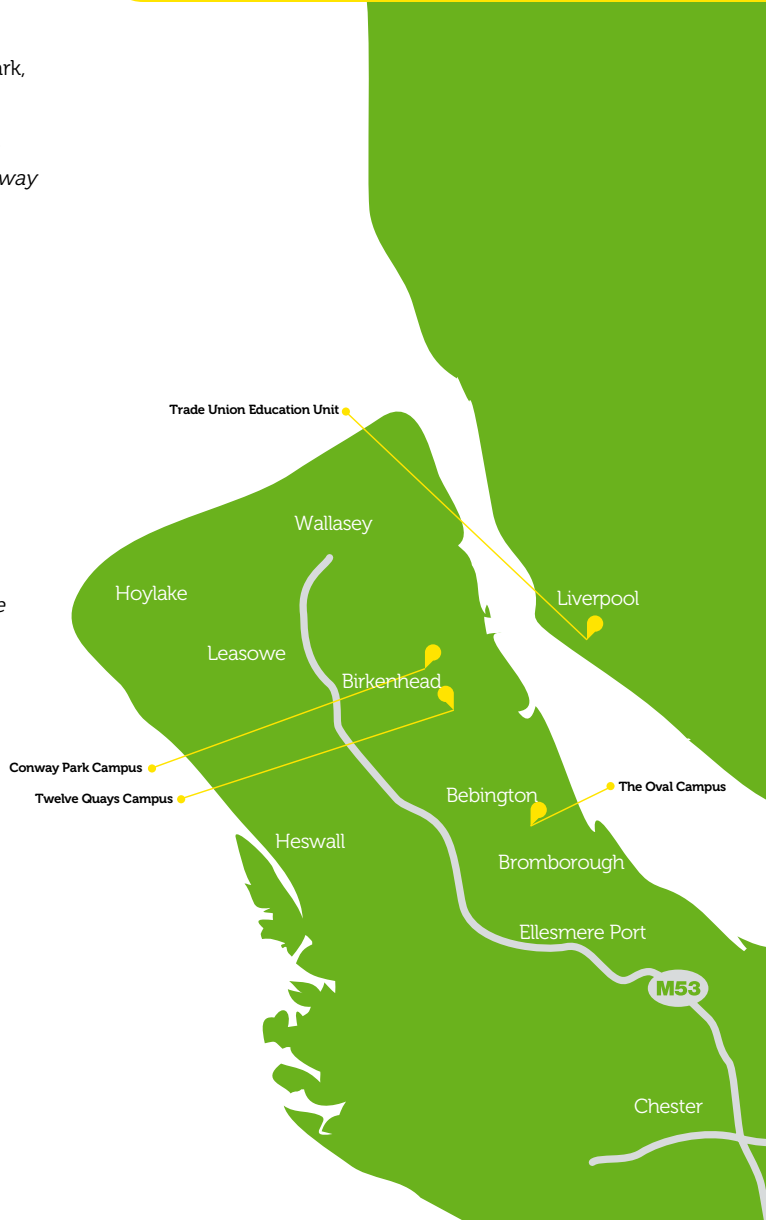 ark,
way
Trade Union Education Unit
Wallasey
Hoylake
Liverpool
e
Leasowe
Birkenhead
Conway Park Campus
The Oval Campus
Twelve Quays Campus
Bebington
Heswall
Bromborough
Ellesmere Port
M53
Chester